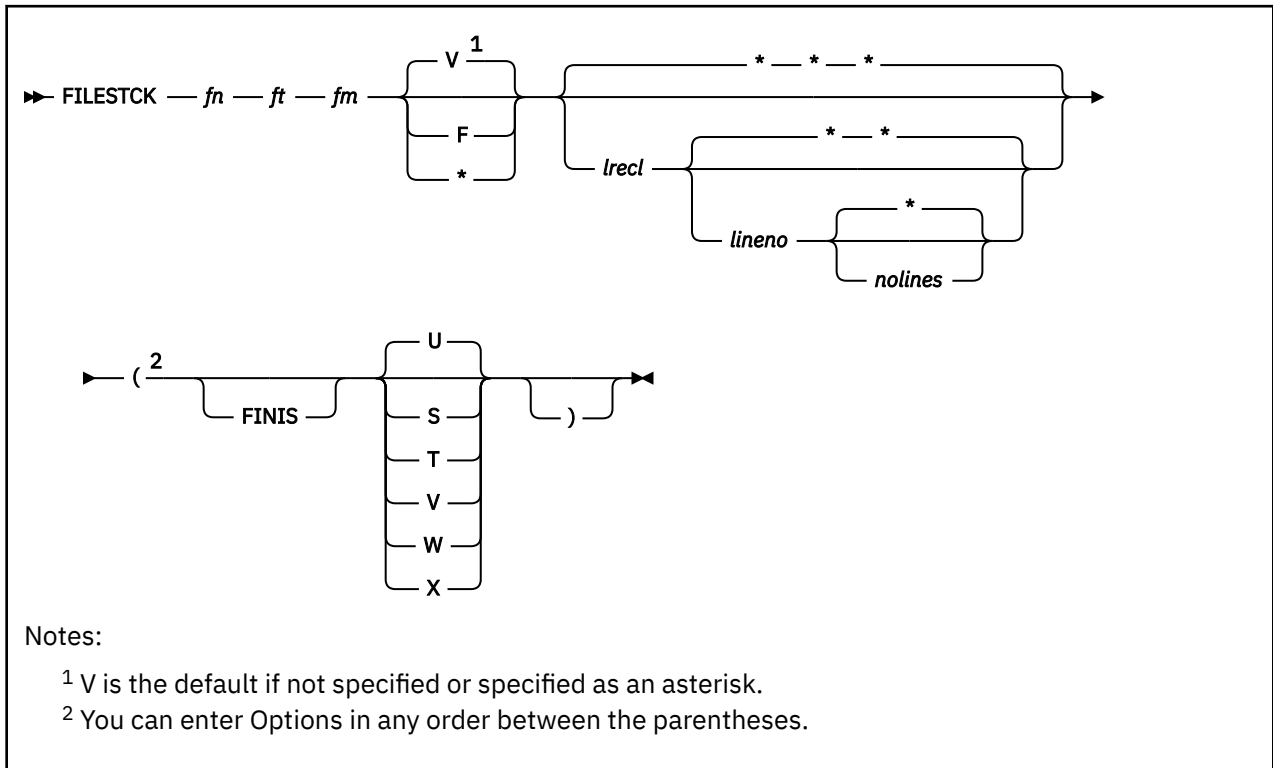 V 1
* * *
FILESTCK fn ft fm
F
* *
*
lrecl
*
lineno
nolines
U
( 2
FINIS
S
)
T
V
W
X
Notes:
1 V is the default if not specified or specified as an asterisk.
2 You can enter Options in any order between the parentheses.